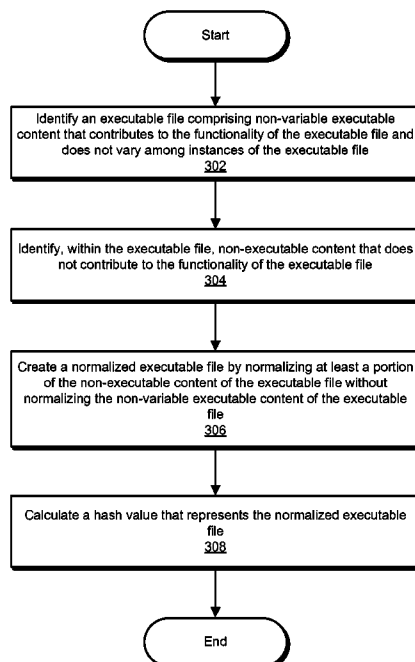 Start
Identify an executable file comprising non-variable executable
content that contributes to the functionality of the executable file and
does not vary among instances of the executable file
302
Identify, within the executable file, non-executable content that does
not contribute to the functionality of the executable file
304
Create a normalized executable file by normalizing at least a portion
of the non-executable content of the executable file without
normalizing the non-variable executable content of the executable
file
306
Calculate a hash value that represents the normalized executable
file
308
End